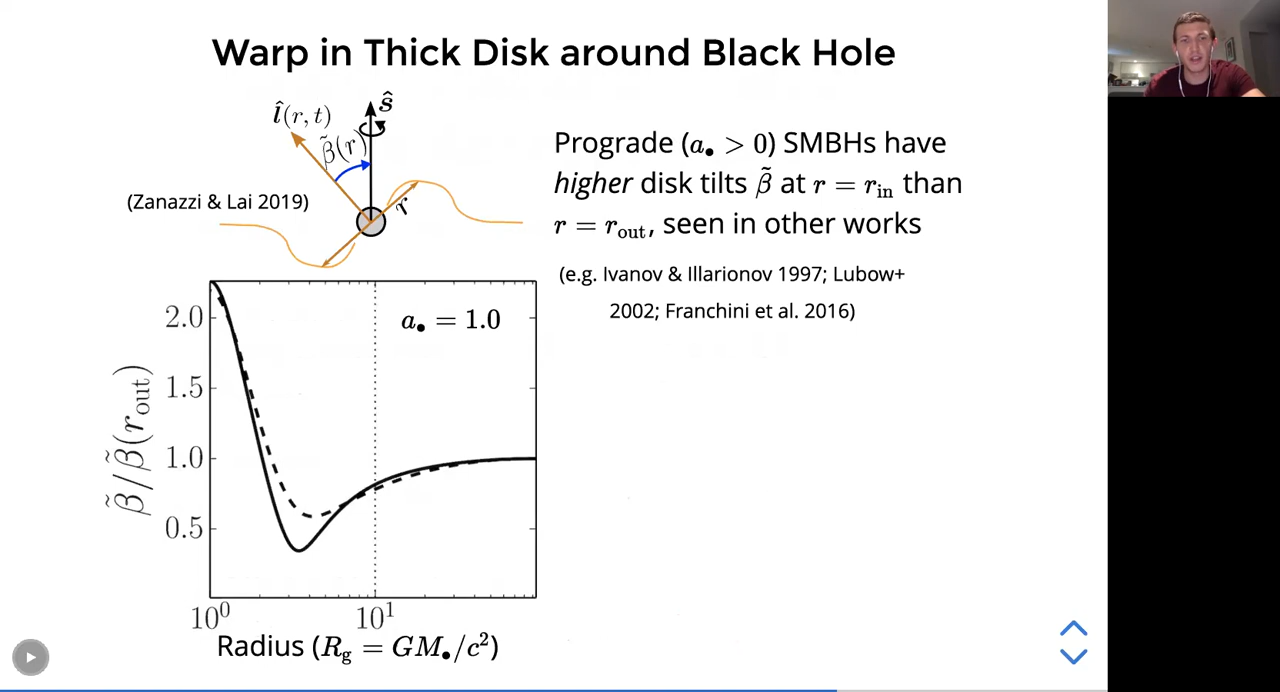 Warp in Thick Disk around Black Hole
l̂(r, t)
ŝ
β̃(r)
r
(Zanazzi & Lai 2019)
Prograde (a• > 0) SMBHs have
higher disk tilts β̃ at r = r_in than
r = r_out, seen in other works
(e.g. Ivanov & Illarionov 1997; Lubow+
2002; Franchini et al. 2016)
a• = 1.0
2.0
1.5
1.0
0.5
β̃/β̃(r_out)
10⁰
10¹
Radius (R_g = GM•/c²)